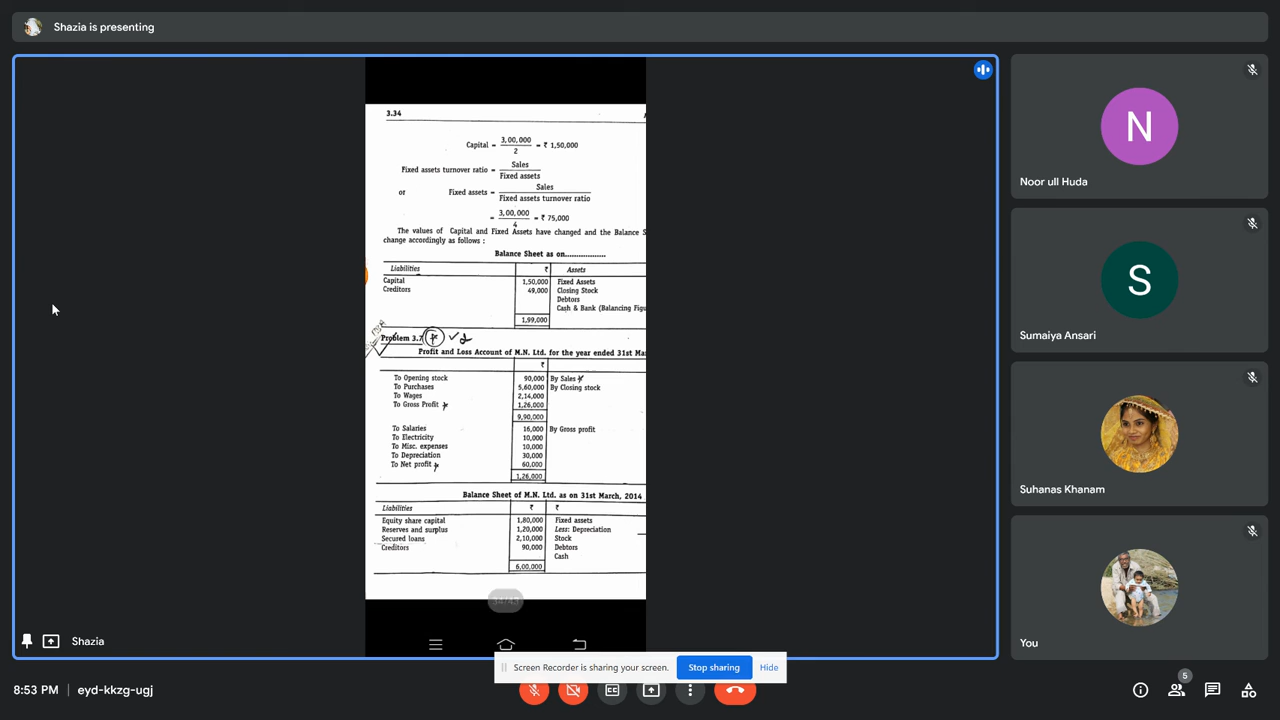 Shazia is presenting
3.34
Capital = 3,00,000 / 2 = ₹ 1,50,000
Fixed assets turnover ratio = Sales / Fixed assets
or Fixed assets = Sales / Fixed assets turnover ratio
= 3,00,000 / 4 = ₹ 75,000
The values of Capital and Fixed Assets have changed and the Balance S
change accordingly as follows :
Balance Sheet as on..................
Liabilities ₹ Assets
Capital 1,50,000 Fixed Assets
Creditors 49,000 Closing Stock
Debtors
Cash & Bank (Balancing Figu
1,99,000
Problem 3.7
Profit and Loss Account of M.N. Ltd. for the year ended 31st Ma
₹
To Opening stock 90,000 By Sales
To Purchases 5,60,000 By Closing stock
To Wages 2,14,000
To Gross Profit 1,26,000
9,90,000
To Salaries 16,000 By Gross profit
To Electricity 10,000
To Misc. expenses 10,000
To Depreciation 30,000
To Net profit 60,000
1,26,000
Balance Sheet of M.N. Ltd. as on 31st March, 2014
Liabilities ₹ ₹
Equity share capital 1,80,000 Fixed assets
Reserves and surplus 1,20,000 Less: Depreciation
Secured loans 2,10,000 Stock
Creditors 90,000 Debtors
Cash
6,00,000
34/43
Shazia
N
Noor ull Huda
S
Sumaiya Ansari
Suhanas Khanam
You
Screen Recorder is sharing your screen. Stop sharing Hide
8:53 PM eyd-kkzg-ugj
5